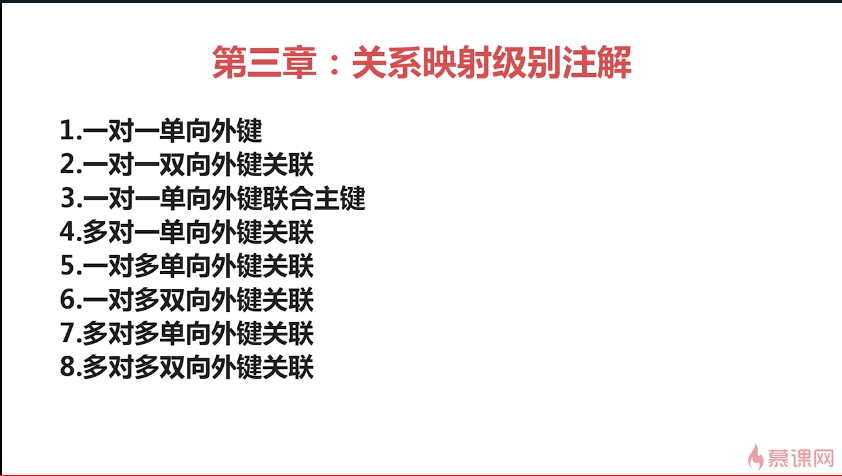 第三章：关系映射级别注解
1.一对一单向外键
2.一对一双向外键关联
3.一对一单向外键联合主键
4.多对一单向外键关联
5.一对多单向外键关联
6.一对多双向外键关联
7.多对多单向外键关联
8.多对多双向外键关联
慕课网